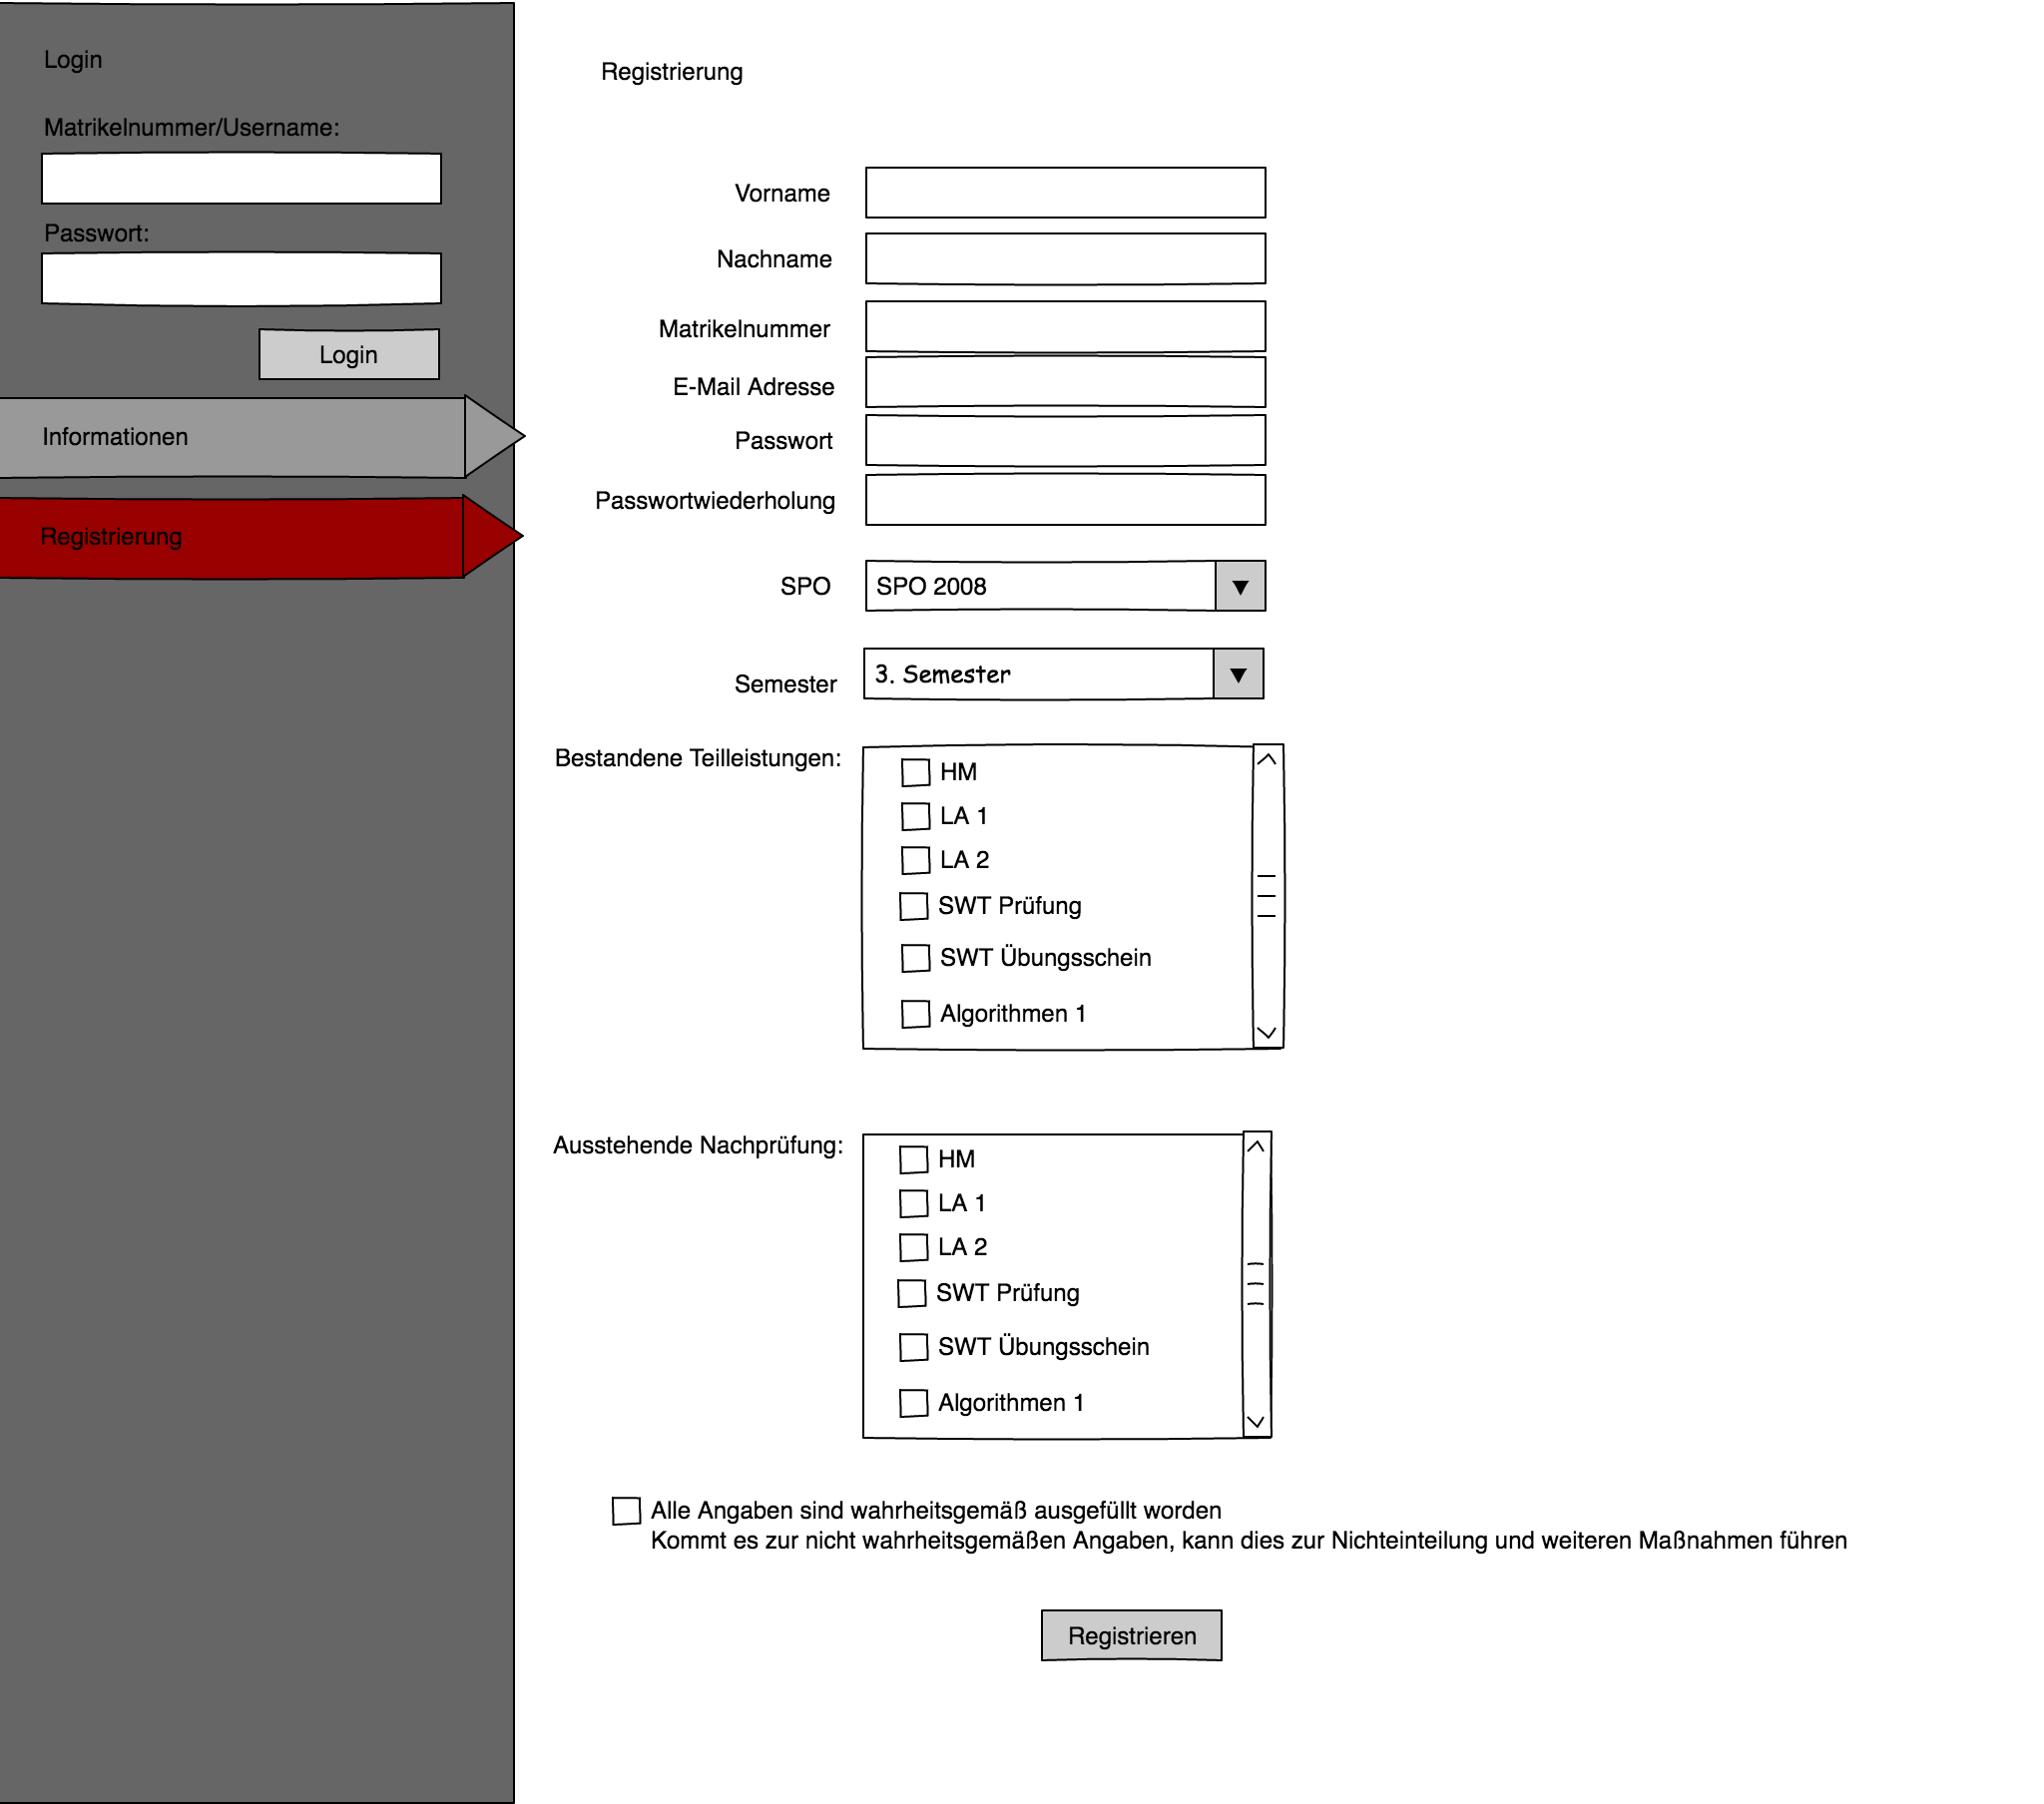 Login
Matrikelnummer/Username:
Passwort:
Login
Informationen
Registrierung
Registrierung
Vorname
Nachname
Matrikelnummer
E-Mail Adresse
Passwort
Passwortwiederholung
SPO SPO 2008
Semester 3. Semester
Bestandene Teilleistungen:
HM
LA 1
LA 2
SWT Prüfung
SWT Übungsschein
Algorithmen 1
Ausstehende Nachprüfung:
HM
LA 1
LA 2
SWT Prüfung
SWT Übungsschein
Algorithmen 1
Alle Angaben sind wahrheitsgemäß ausgefüllt worden
Kommt es zur nicht wahrheitsgemäßen Angaben, kann dies zur Nichteinteilung und weiteren Maßnahmen führen
Registrieren